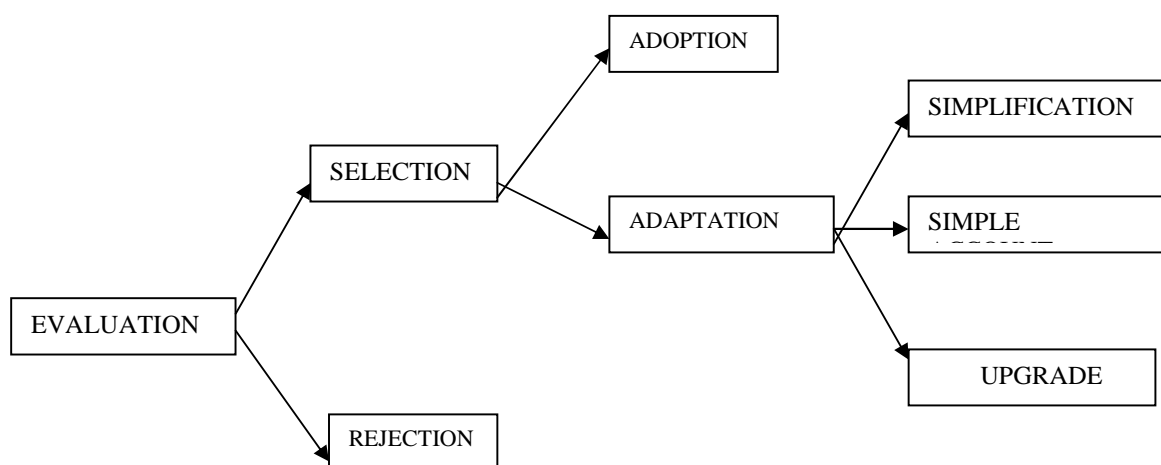 ADOPTION
SIMPLIFICATION
SELECTION
ADAPTATION
SIMPLE
EVALUATION
UPGRADE
REJECTION